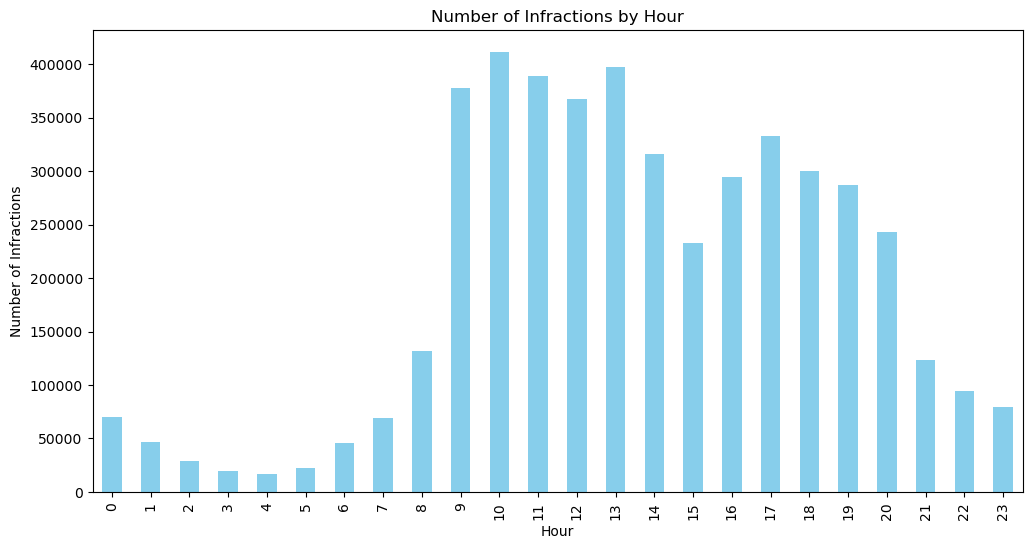 Number of Infractions by Hour
Number of Infractions
400000
350000
300000
250000
200000
150000
100000
50000
0
0 1 2 3 4 5 6 7 8 9 10 11 12 13 14 15 16 17 18 19 20 21 22 23
Hour